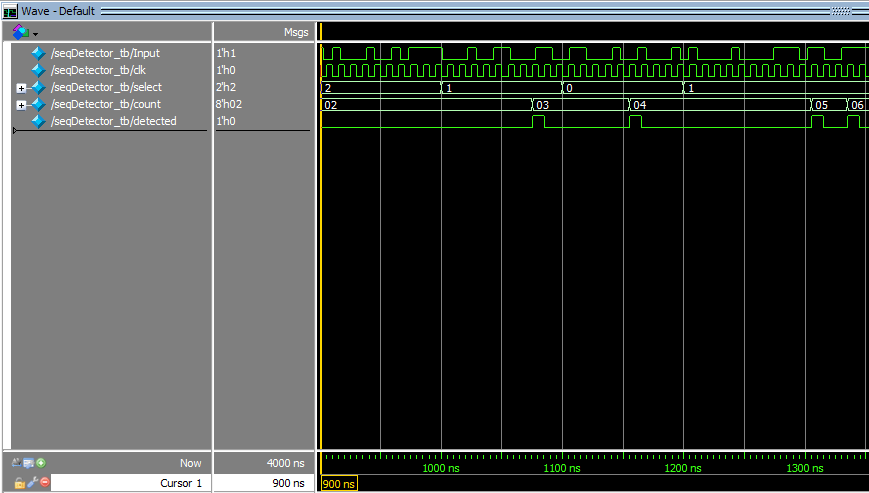 Wave - Default
Msgs
/seqDetector_tb/Input 1'h1
/seqDetector_tb/clk 1'h0
/seqDetector_tb/select 2'h2 2 1 0 1
/seqDetector_tb/count 8'h02 02 03 04 05 06
/seqDetector_tb/detected 1'h0
Now 4000 ns 1000 ns 1100 ns 1200 ns 1300 ns
Cursor 1 900 ns 900 ns